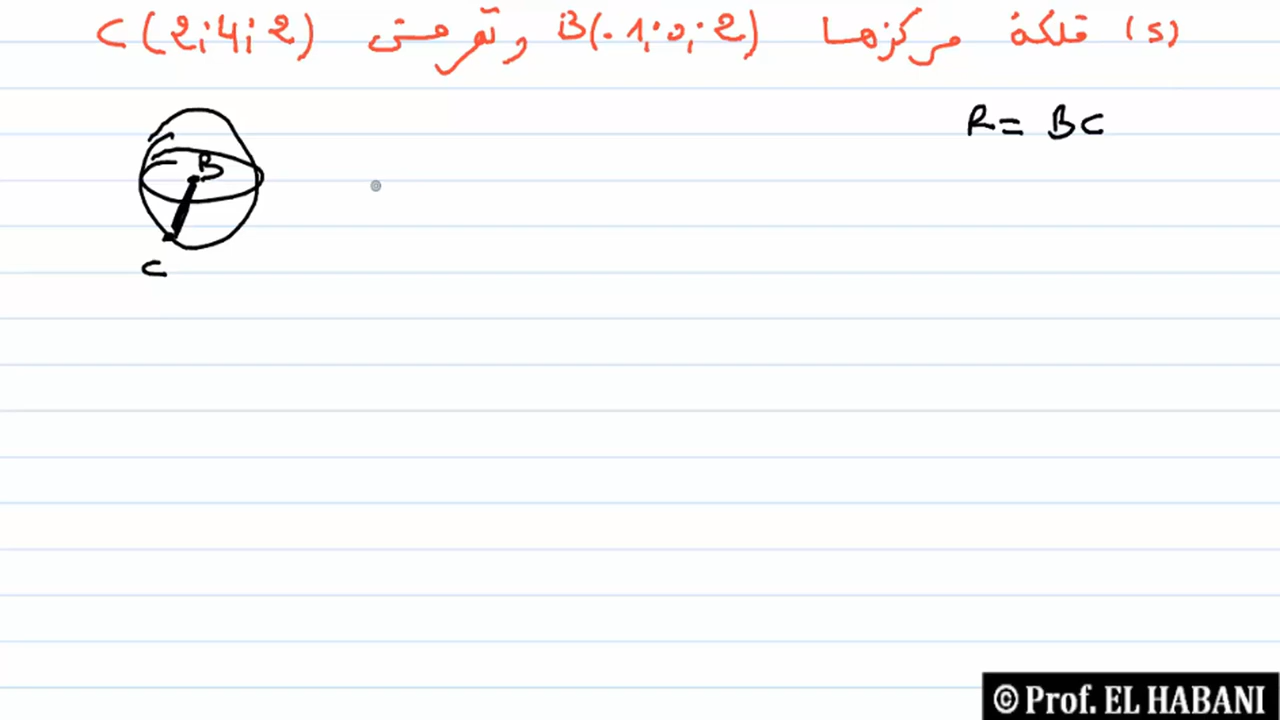 (S) فلكة مركزها B(-1;0;-2) وتمر من C(2;4;2)
R = BC
B
C
© Prof. EL HABANI